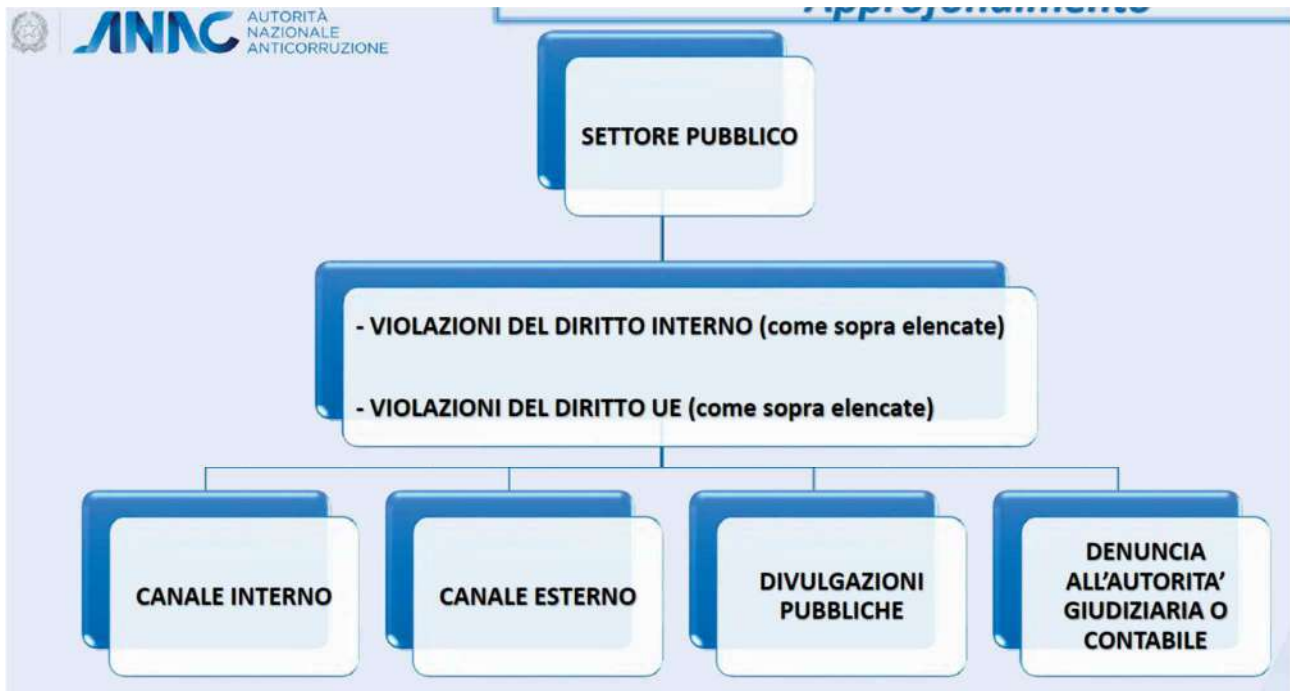 Approfondimento
ANAC
AUTORITÀ
NAZIONALE
ANTICORRUZIONE
SETTORE PUBBLICO
- VIOLAZIONI DEL DIRITTO INTERNO (come sopra elencate)
- VIOLAZIONI DEL DIRITTO UE (come sopra elencate)
CANALE INTERNO
CANALE ESTERNO
DIVULGAZIONI
PUBBLICHE
DENUNCIA
ALL'AUTORITA'
GIUDIZIARIA O
CONTABILE